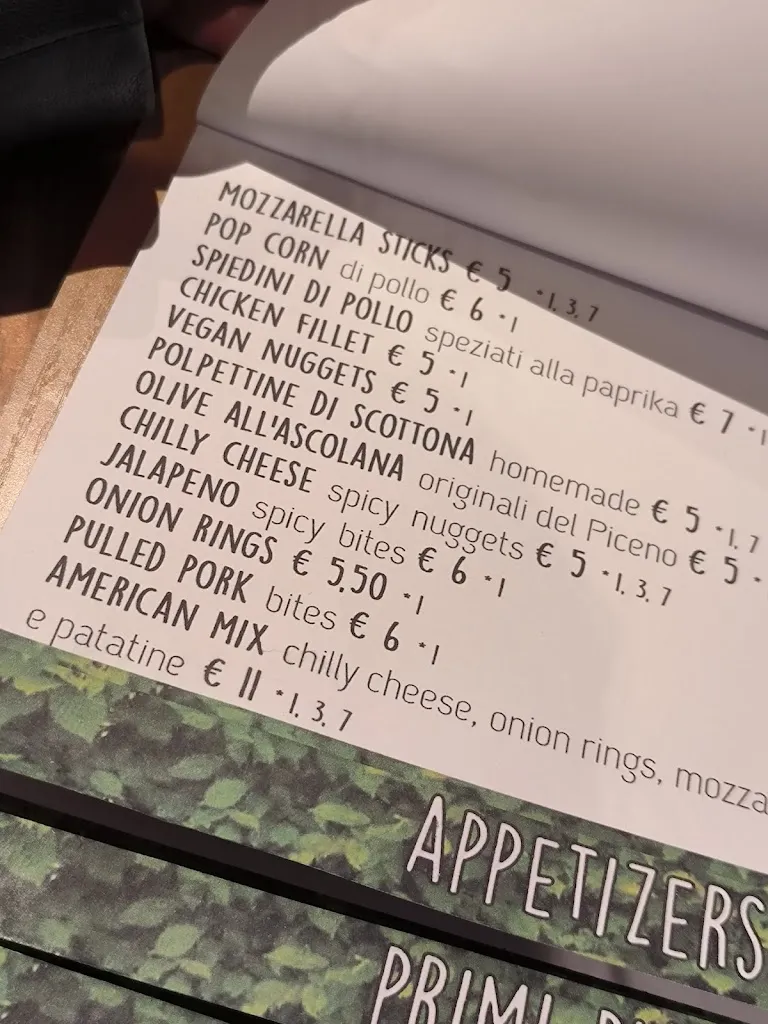 MOZZARELLA STICKS € 5 *1, 3, 7
POP CORN di pollo € 6 *1
SPIEDINI DI POLLO speziati alla paprika € 7 *1
CHICKEN FILLET € 5 *1
VEGAN NUGGETS € 5 *1
POLPETTINE DI SCOTTONA homemade € 5 *1, 7
OLIVE ALL'ASCOLANA originali del Piceno € 5 *
CHILLY CHEESE spicy nuggets € 5 *1, 3, 7
JALAPENO spicy bites € 6 *1
ONION RINGS € 5,50 *1
PULLED PORK bites € 6 *1
AMERICAN MIX chilly cheese, onion rings, mozza
e patatine € 11 *1, 3, 7
APPETIZERS
PRIMI